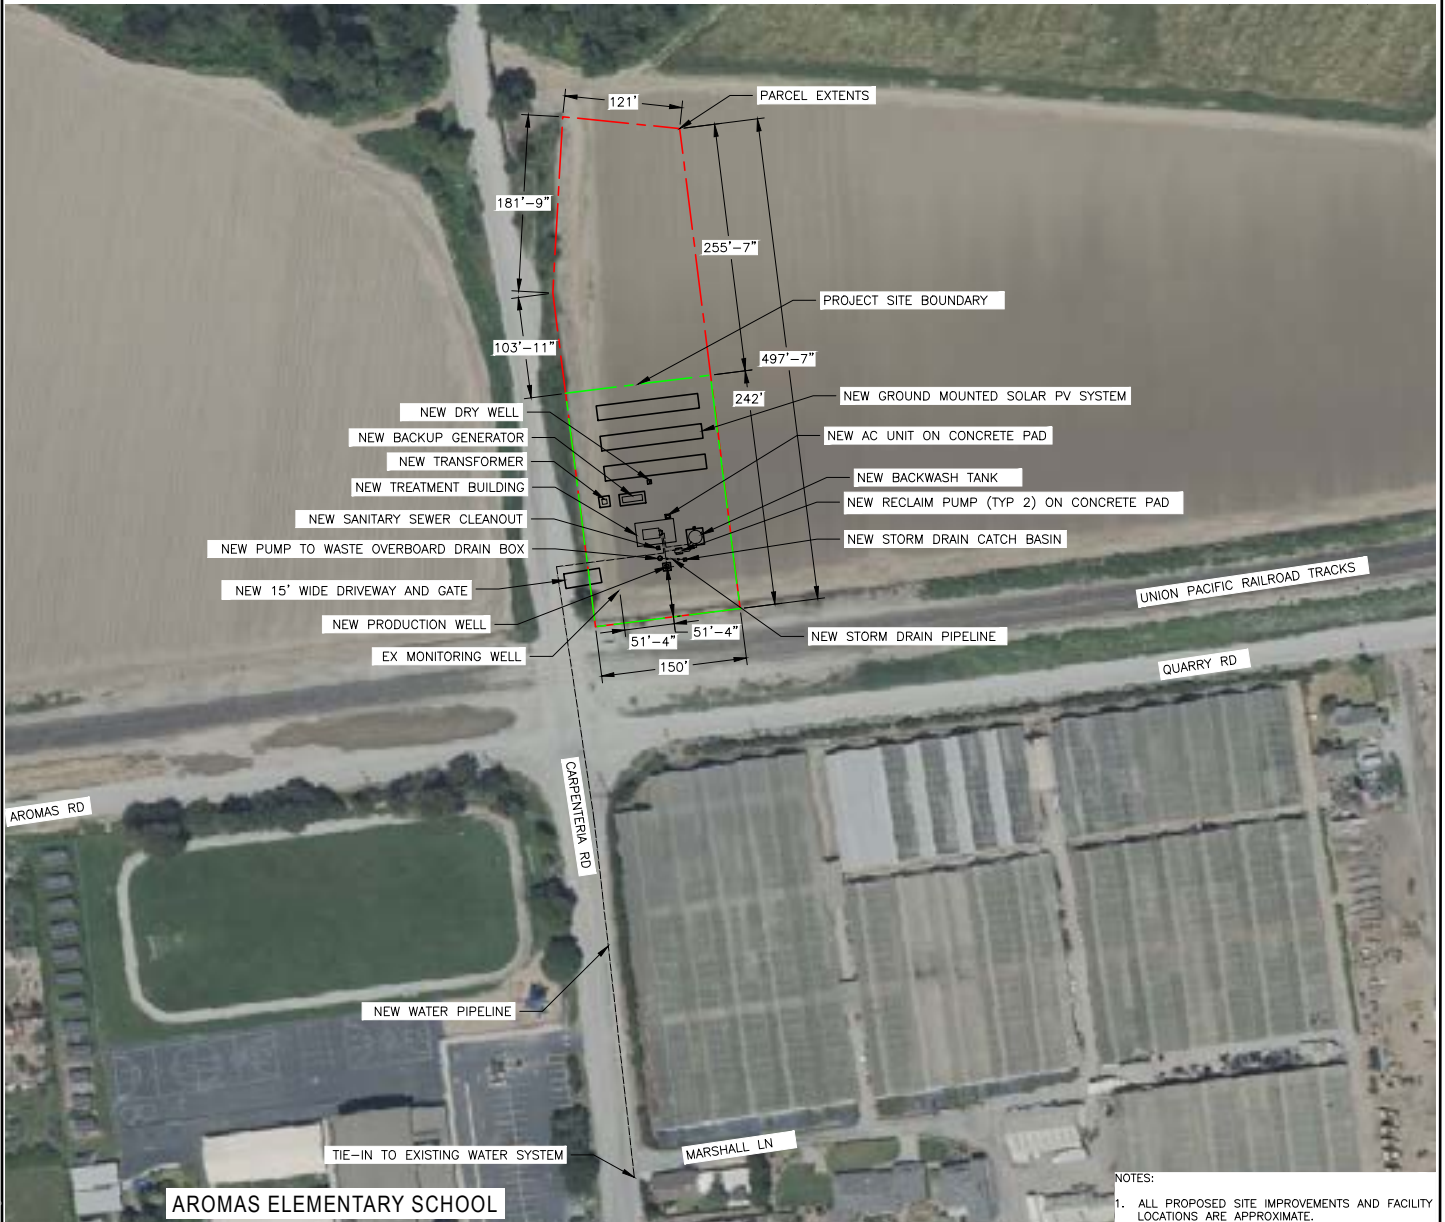 121'
PARCEL EXTENTS
181'-9"
255'-7"
PROJECT SITE BOUNDARY
103'-11"
497'-7"
242'
NEW GROUND MOUNTED SOLAR PV SYSTEM
NEW DRY WELL
NEW BACKUP GENERATOR
NEW AC UNIT ON CONCRETE PAD
NEW TRANSFORMER
NEW BACKWASH TANK
NEW TREATMENT BUILDING
NEW RECLAIM PUMP (TYP 2) ON CONCRETE PAD
NEW SANITARY SEWER CLEANOUT
NEW STORM DRAIN CATCH BASIN
NEW PUMP TO WASTE OVERBOARD DRAIN BOX
UNION PACIFIC RAILROAD TRACKS
NEW 15' WIDE DRIVEWAY AND GATE
NEW PRODUCTION WELL
51'-4"
51'-4"
NEW STORM DRAIN PIPELINE
EX MONITORING WELL
150'
QUARRY RD
CARPENTERIA RD
AROMAS RD
NEW WATER PIPELINE
MARSHALL LN
TIE-IN TO EXISTING WATER SYSTEM
AROMAS ELEMENTARY SCHOOL
NOTES:
1. ALL PROPOSED SITE IMPROVEMENTS AND FACILITY
LOCATIONS ARE APPROXIMATE.